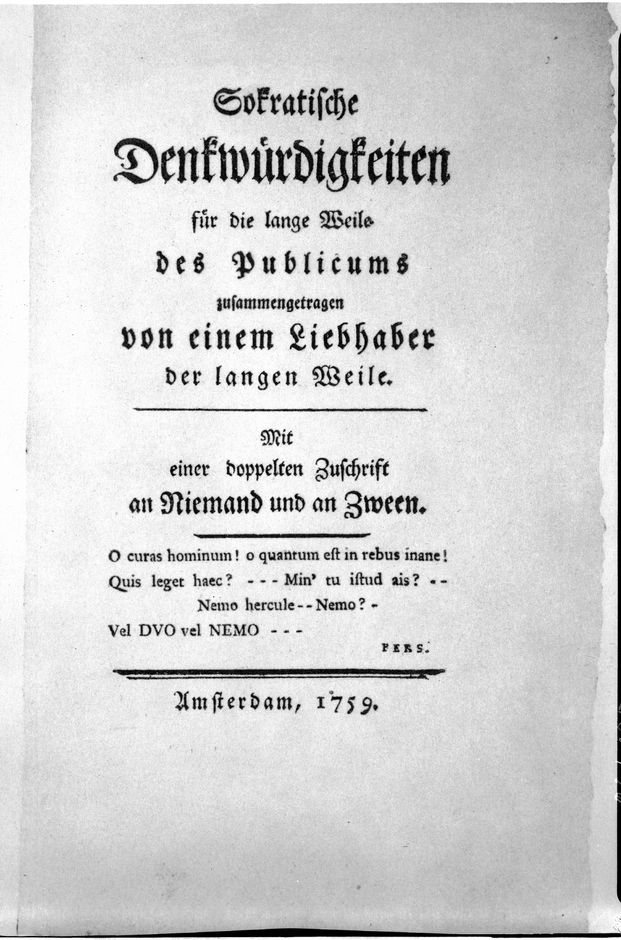 Sokratische
Denkwürdigkeiten
für die lange Weile
des Publicums
zusammengetragen
von einem Liebhaber
der langen Weile.
Mit
einer doppelten Zuschrift
an Niemand und an Zween.
O curas hominum! o quantum est in rebus inane!
Quis leget haec? - - - Min' tu istud ais? - -
Nemo hercule - - Nemo? -
Vel DVO vel NEMO - - -
PERS.
Amsterdam, 1759.